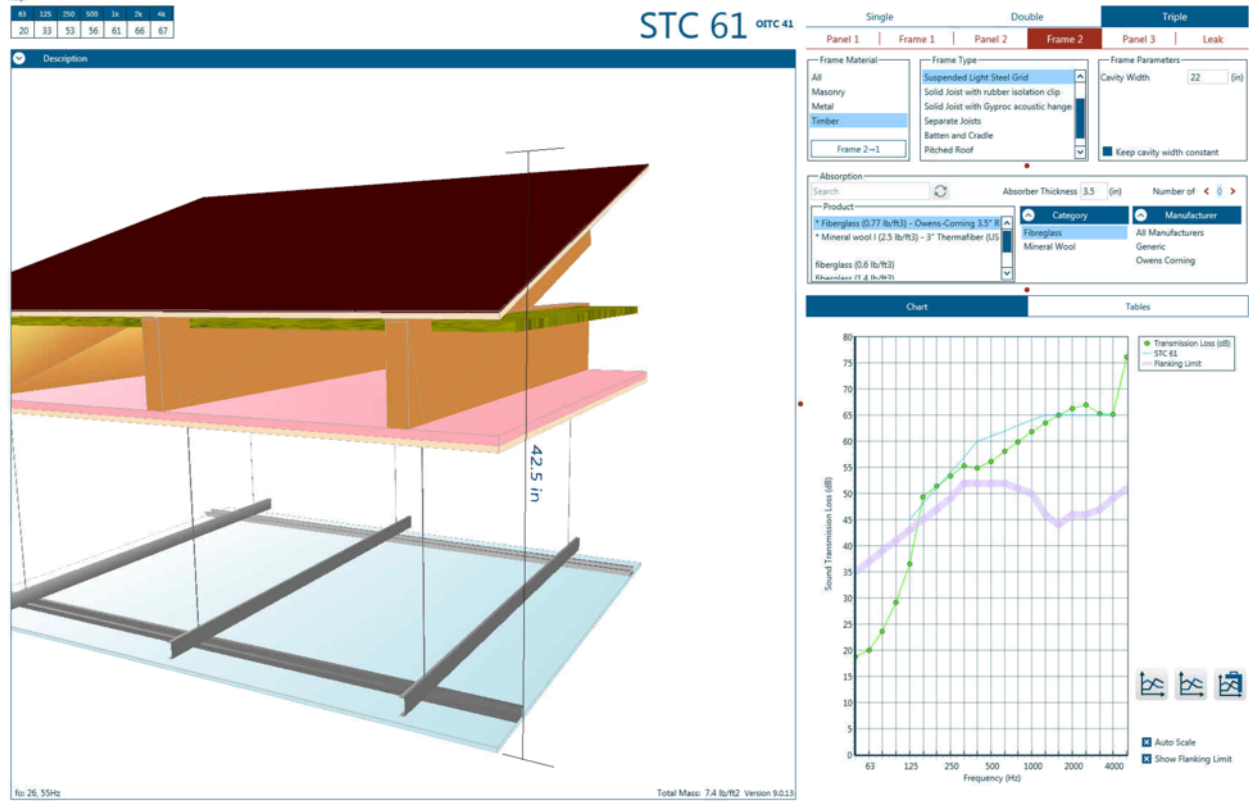 63 125 250 500 1k 2k 4k
20 33 53 56 61 66 67
STC 61 OITC 41
Description
42.5 in
fo: 26, 55Hz
Total Mass: 7.4 lb/ft2 Version 9.0.13
Single Double Triple
Panel 1 Frame 1 Panel 2 Frame 2 Panel 3 Leak
Frame Material
All
Masonry
Metal
Timber
Frame 2→1
Frame Type
Suspended Light Steel Grid
Solid Joist with rubber isolation clip
Solid Joist with Gyproc acoustic hange
Separate Joists
Batten and Cradle
Pitched Roof
Frame Parameters
Cavity Width 22 (in)
Keep cavity width constant
Absorption
Search
Absorber Thickness 3.5 (in) Number of < 0 >
Product
* Fiberglass (0.77 lb/ft3) - Owens-Corning 3.5" R
* Mineral wool I (2.5 lb/ft3) - 3" Thermafiber (US
fiberglass (0.6 lb/ft3)
fiberglass (1.4 lb/ft3)
Category
Fibreglass
Mineral Wool
Manufacturer
All Manufacturers
Generic
Owens Corning
Chart Tables
Transmission Loss (dB)
STC 61
Flanking Limit
Sound Transmission Loss (dB)
80
75
70
65
60
55
50
45
40
35
30
25
20
15
10
5
0
63 125 250 500 1000 2000 4000
Frequency (Hz)
Auto Scale
Show Flanking Limit